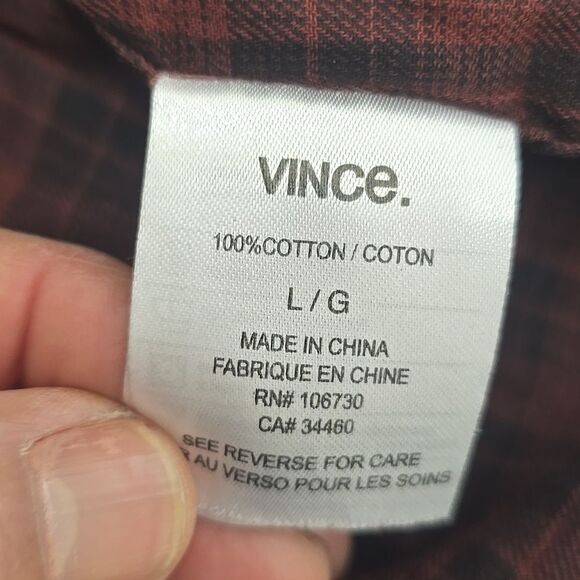 VINCe.
100%COTTON / COTON
L / G
MADE IN CHINA
FABRIQUE EN CHINE
RN# 106730
CA# 34460
SEE REVERSE FOR CARE
AU VERSO POUR LES SOINS